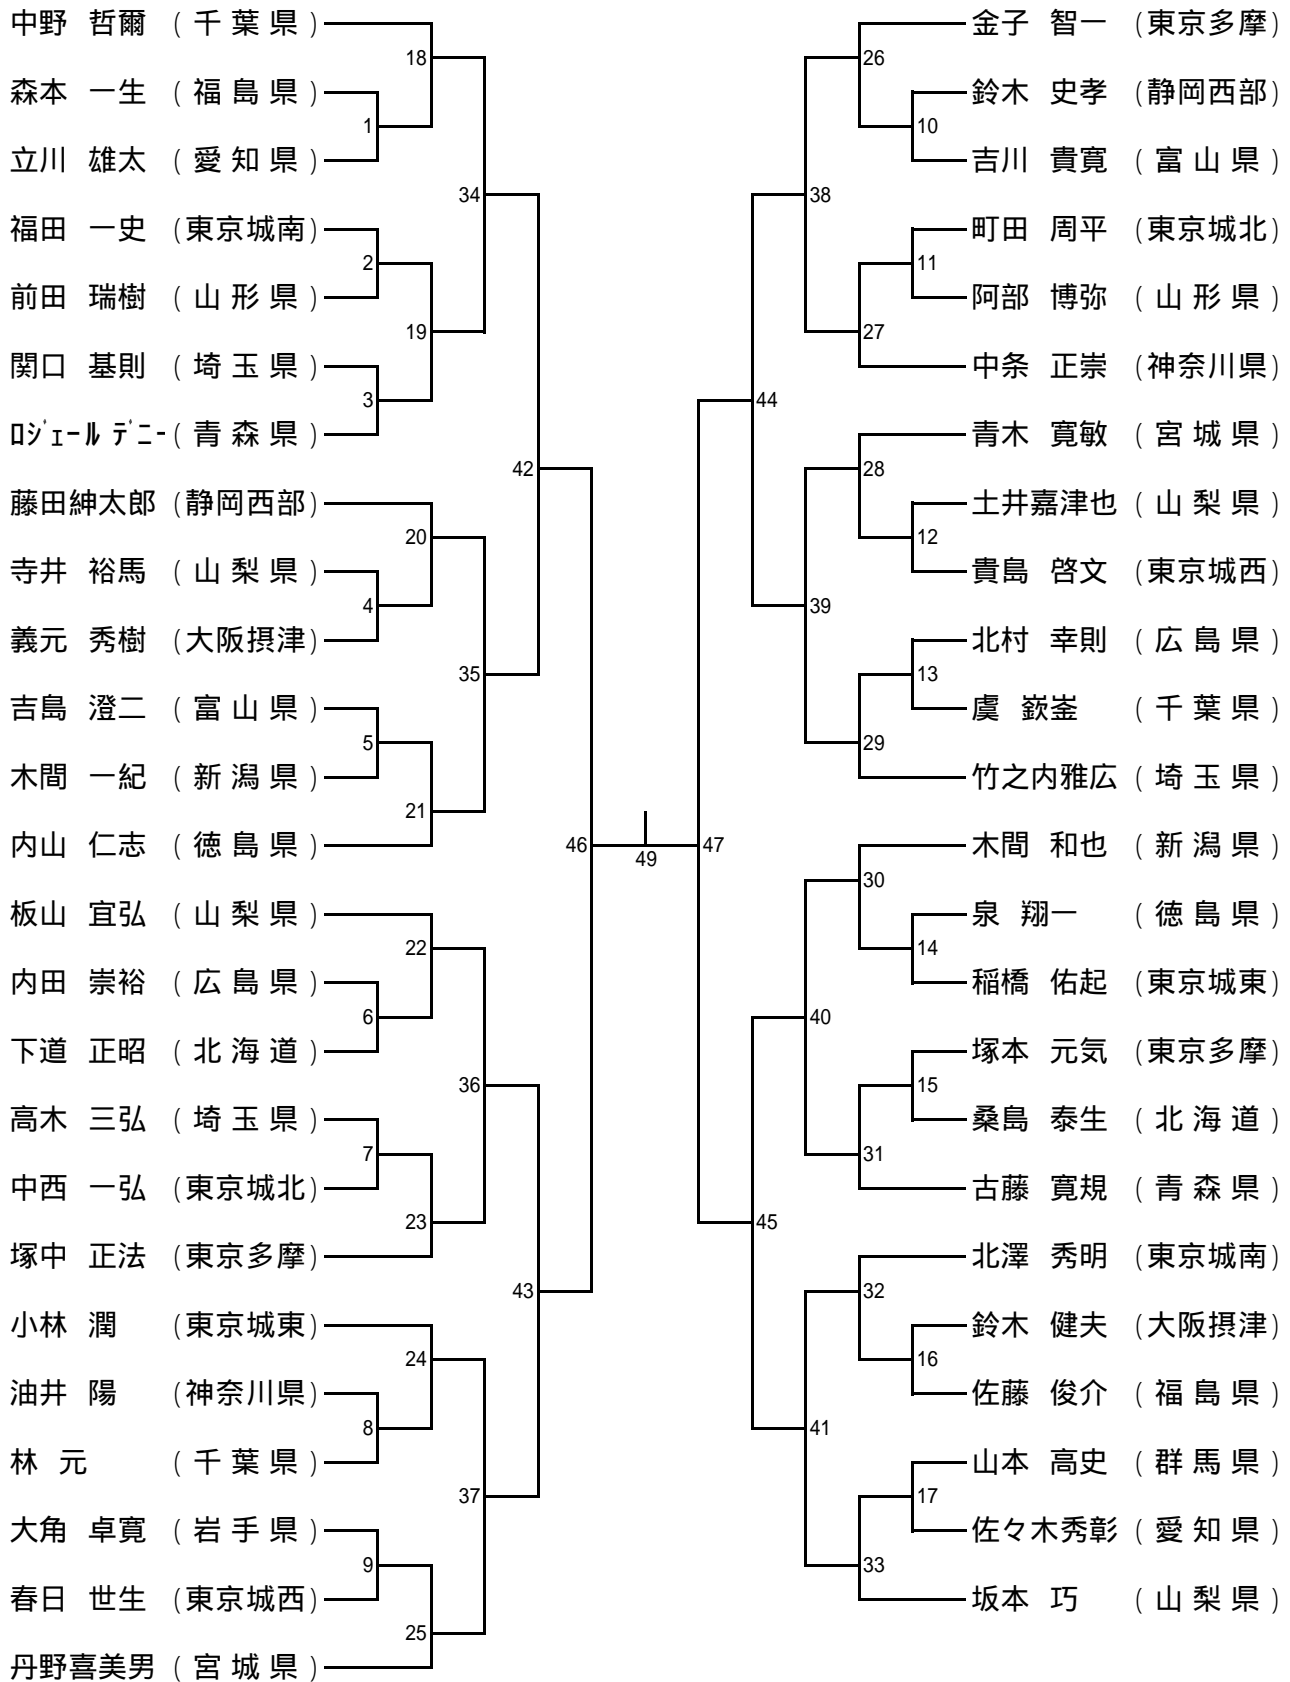 中野 哲爾 (千葉県)
18
森本 一生 (福島県)
1
立川 雄太 (愛知県)
34
福田 一史 (東京城南)
2
前田 瑞樹 (山形県)
19
関口 基則 (埼玉県)
3
ﾛｼﾞｪｰﾙ ﾃﾞﾆｰ (青森県)
42
藤田紳太郎 (静岡西部)
20
寺井 裕馬 (山梨県)
4
義元 秀樹 (大阪摂津)
35
吉島 澄二 (富山県)
5
木間 一紀 (新潟県)
21
内山 仁志 (徳島県)
46
板山 宜弘 (山梨県)
22
内田 崇裕 (広島県)
6
下道 正昭 (北海道)
36
高木 三弘 (埼玉県)
7
中西 一弘 (東京城北)
23
塚中 正法 (東京多摩)
43
小林 潤 (東京城東)
24
油井 陽 (神奈川県)
8
林 元 (千葉県)
37
大角 卓寛 (岩手県)
9
春日 世生 (東京城西)
25
丹野喜美男 (宮城県)
49
金子 智一 (東京多摩)
26
鈴木 史孝 (静岡西部)
10
吉川 貴寛 (富山県)
38
町田 周平 (東京城北)
11
阿部 博弥 (山形県)
27
中条 正崇 (神奈川県)
44
青木 寛敏 (宮城県)
28
土井嘉津也 (山梨県)
12
貴島 啓文 (東京城西)
39
北村 幸則 (広島県)
13
虞 嶔崟 (千葉県)
29
竹之内雅広 (埼玉県)
47
木間 和也 (新潟県)
30
泉 翔一 (徳島県)
14
稲橋 佑起 (東京城東)
40
塚本 元気 (東京多摩)
15
桑島 泰生 (北海道)
31
古藤 寛規 (青森県)
45
北澤 秀明 (東京城南)
32
鈴木 健夫 (大阪摂津)
16
佐藤 俊介 (福島県)
41
山本 高史 (群馬県)
17
佐々木秀彰 (愛知県)
33
坂本 巧 (山梨県)